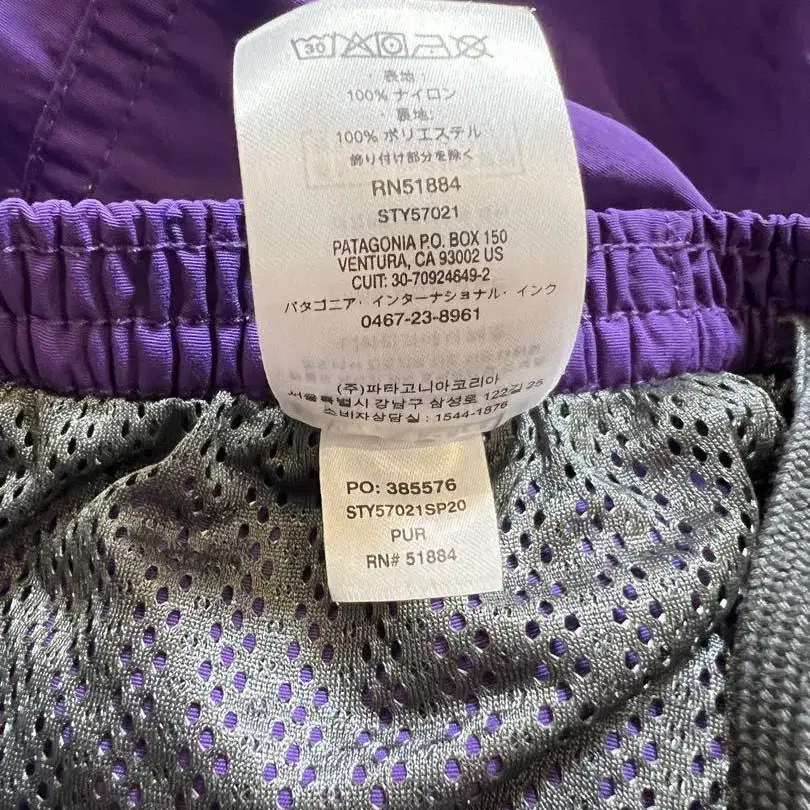 30
・表地:
100% ナイロン
・裏地:
100% ポリエステル
飾り付け部分を除く
RN51884
STY57021
PATAGONIA P.O. BOX 150
VENTURA, CA 93002 US
CUIT: 30-70924649-2
パタゴニア・インターナショナル・インク
0467-23-8961
(주)파타고니아코리아
서울특별시 강남구 삼성로 122길 25
소비자상담실 : 1544-1876
PO: 385576
STY57021SP20
PUR
RN# 51884